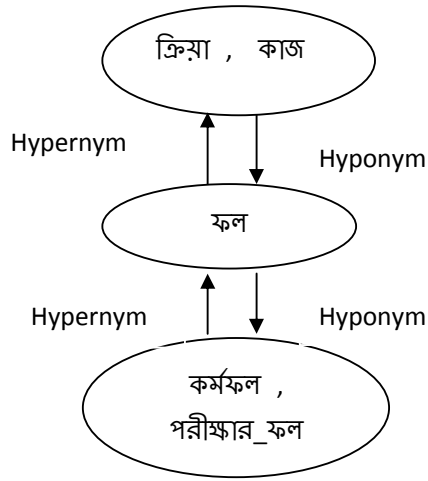 ক্রিয়া , কাজ
Hypernym
Hyponym
ফল
Hypernym
Hyponym
কর্মফল ,
পরীক্ষার_ফল